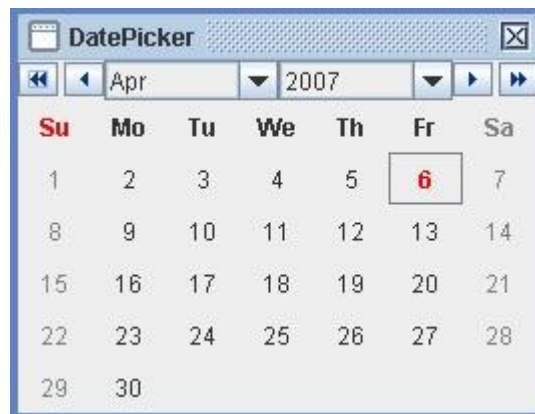 DatePicker
Apr 2007
Su Mo Tu We Th Fr Sa
1 2 3 4 5 6 7
8 9 10 11 12 13 14
15 16 17 18 19 20 21
22 23 24 25 26 27 28
29 30